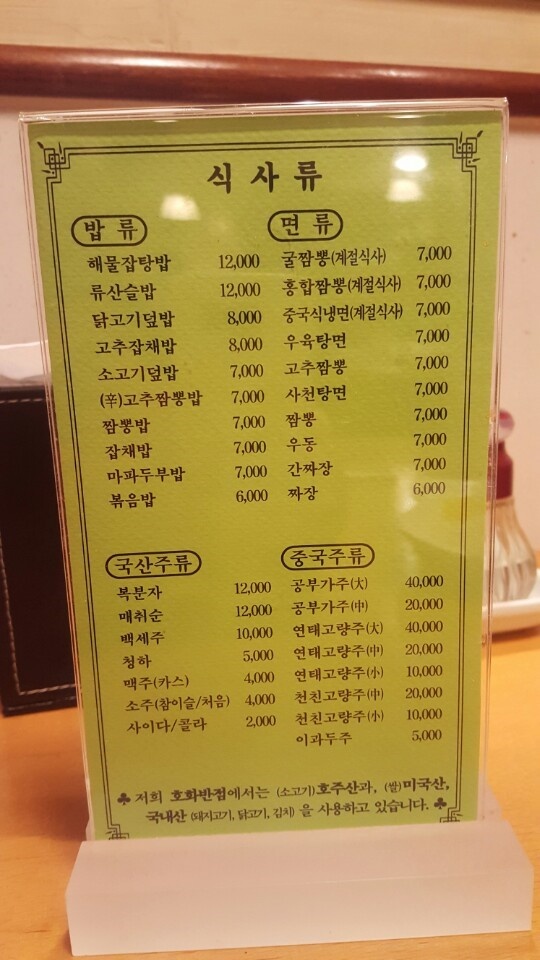 식사류
밥류
해물잡탕밥 12,000
류산슬밥 12,000
닭고기덮밥 8,000
고추잡채밥 8,000
소고기덮밥 7,000
(辛)고추짬뽕밥 7,000
짬뽕밥 7,000
잡채밥 7,000
마파두부밥 7,000
볶음밥 6,000
면류
굴짬뽕(계절식사) 7,000
홍합짬뽕(계절식사) 7,000
중국식냉면(계절식사) 7,000
우육탕면 7,000
고추짬뽕 7,000
사천탕면 7,000
짬뽕 7,000
우동 7,000
간짜장 7,000
짜장 6,000
국산주류
복분자 12,000
매취순 12,000
백세주 10,000
청하 5,000
맥주(카스) 4,000
소주(참이슬/처음) 4,000
사이다/콜라 2,000
중국주류
공부가주(大) 40,000
공부가주(中) 20,000
연태고량주(大) 40,000
연태고량주(中) 20,000
연태고량주(小) 10,000
천친고량주(中) 20,000
천친고량주(小) 10,000
이과두주 5,000
♣ 저희 호화반점에서는 (소고기)호주산과, (쌀)미국산,
국내산 (돼지고기, 닭고기, 김치) 을 사용하고 있습니다. ♣